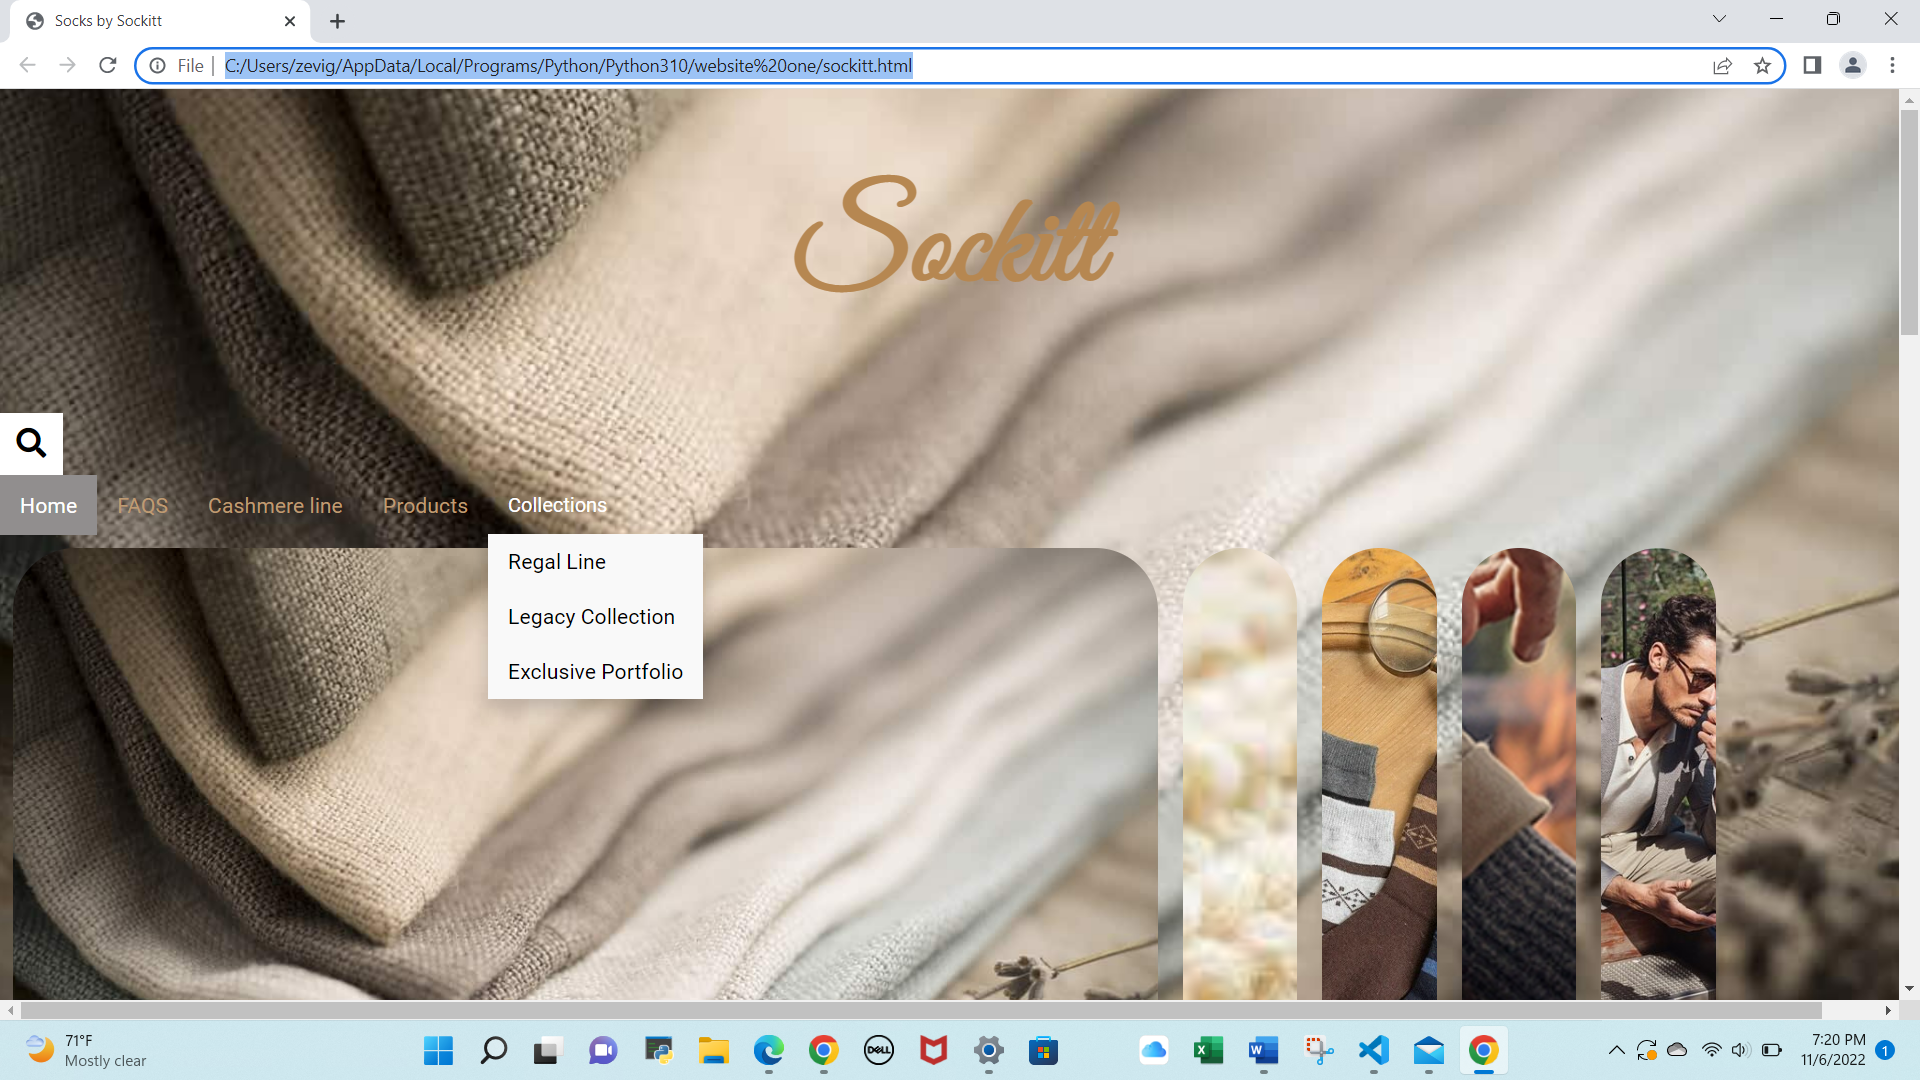 Socks by Sockitt
File
C:/Users/zevig/AppData/Local/Programs/Python/Python310/website%20one/sockitt.html
Sockitt
Home FAQS Cashmere line Products Collections
Regal Line
Legacy Collection
Exclusive Portfolio
71°F
Mostly clear
DELL
7:20 PM
11/6/2022
1